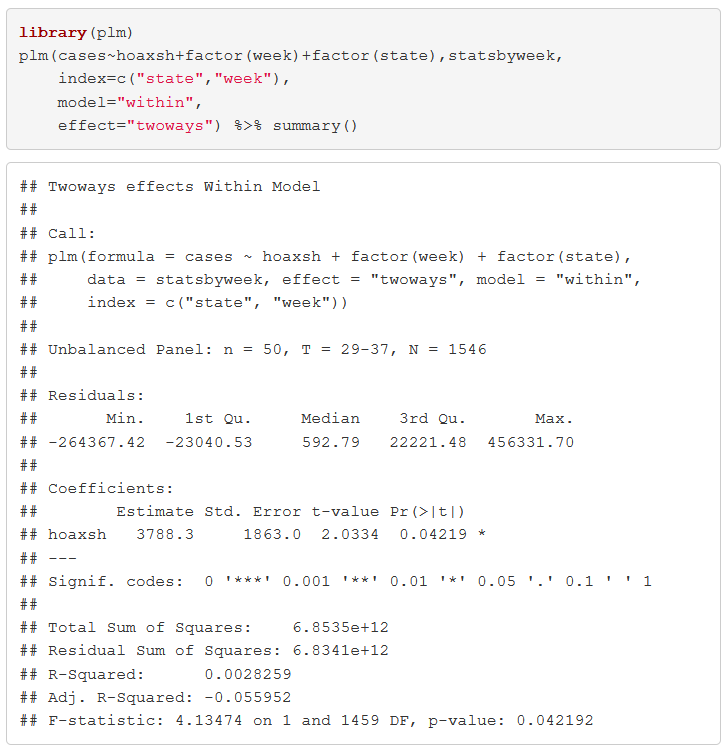 library(plm)
plm(cases~hoaxsh+factor(week)+factor(state),statsbyweek,
    index=c("state","week"),
    model="within",
    effect="twoways") %>% summary()
## Twoways effects Within Model
##
## Call:
## plm(formula = cases ~ hoaxsh + factor(week) + factor(state),
##     data = statsbyweek, effect = "twoways", model = "within",
##     index = c("state", "week"))
##
## Unbalanced Panel: n = 50, T = 29-37, N = 1546
##
## Residuals:
##       Min.    1st Qu.     Median    3rd Qu.       Max.
## -264367.42  -23040.53     592.79   22221.48  456331.70
##
## Coefficients:
##        Estimate Std. Error t-value Pr(>|t|)
## hoaxsh   3788.3     1863.0  2.0334  0.04219 *
## ---
## Signif. codes:  0 '***' 0.001 '**' 0.01 '*' 0.05 '.' 0.1 ' ' 1
##
## Total Sum of Squares:    6.8535e+12
## Residual Sum of Squares: 6.8341e+12
## R-Squared:      0.0028259
## Adj. R-Squared: -0.055952
## F-statistic: 4.13474 on 1 and 1459 DF, p-value: 0.042192